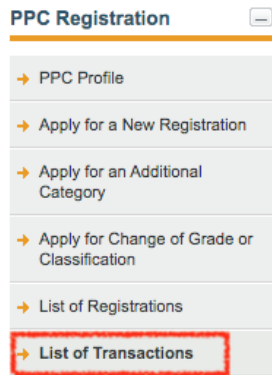 PPC Registration
PPC Profile
Apply for a New Registration
Apply for an Additional
Category
Apply for Change of Grade or
Classification
List of Registrations
List of Transactions